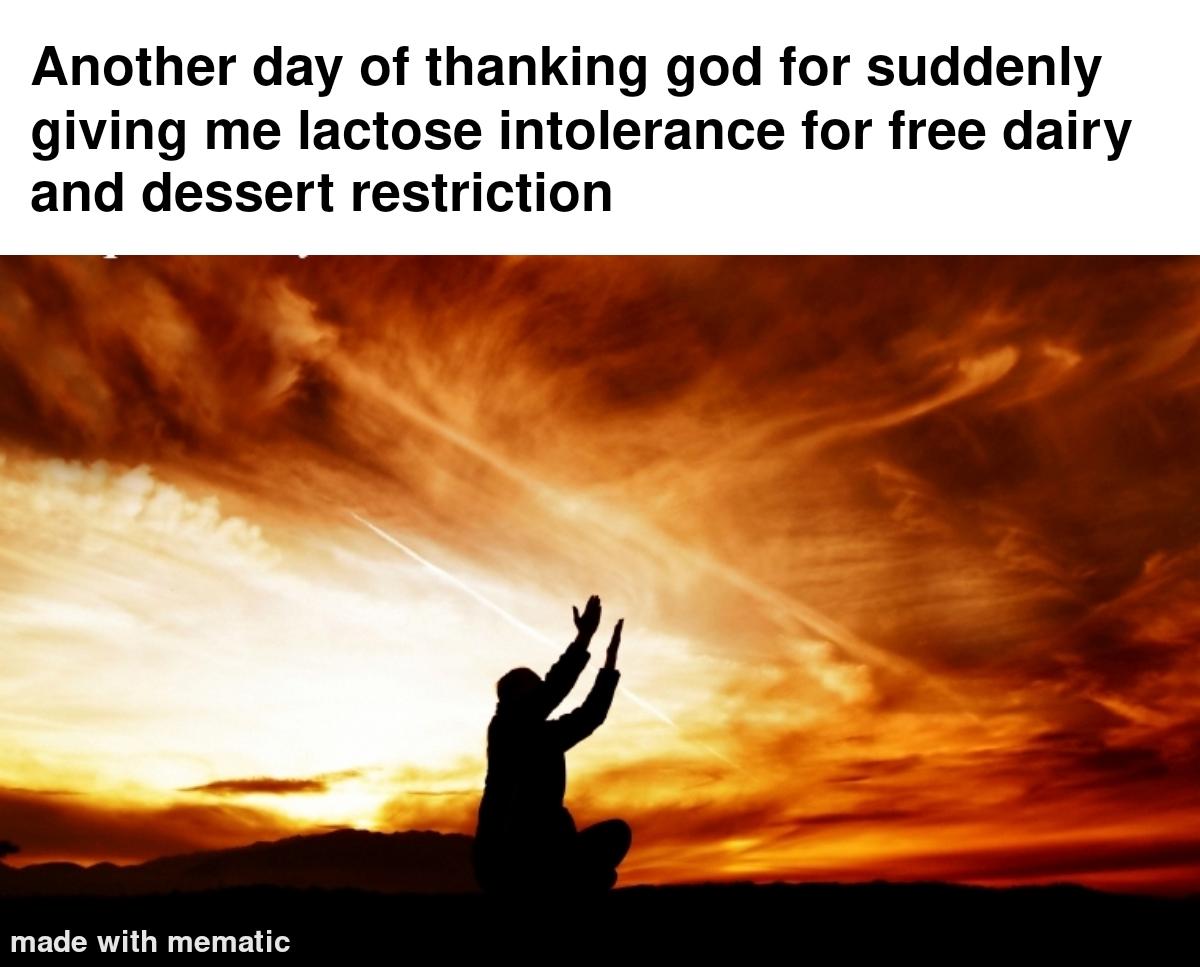 Another day of thanking god for suddenly
giving me lactose intolerance for free dairy
and dessert restriction
made with mematic